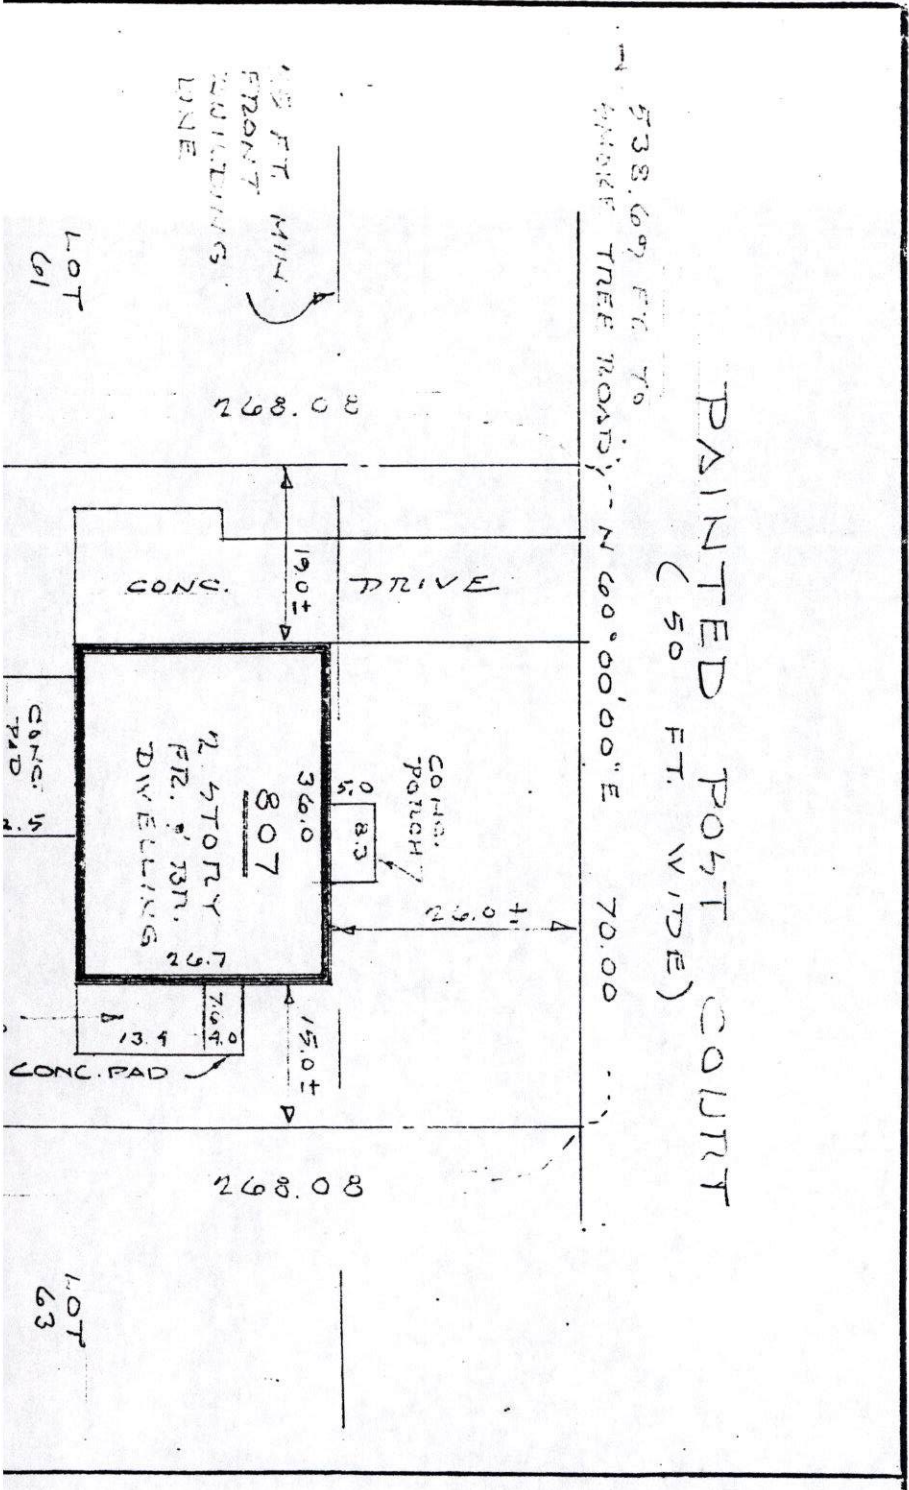 PAINTED POST COURT
(50 FT. WIDE)
538.69 FT. TO
SMOKE TREE ROAD; - N 60°00'00"E 70.00
25 FT. MIN
FRONT
BUILDING
LINE
LOT
61
268.08
19.0±
CONC. DRIVE
CONC.
PORCH
5.0
8.3
26.0±
36.0
807
2 STORY
FR. & BR.
DWELLING
26.7
CONC.
PAD
15.0±
7.6
4.0
13.4
CONC. PAD
268.08
LOT
63